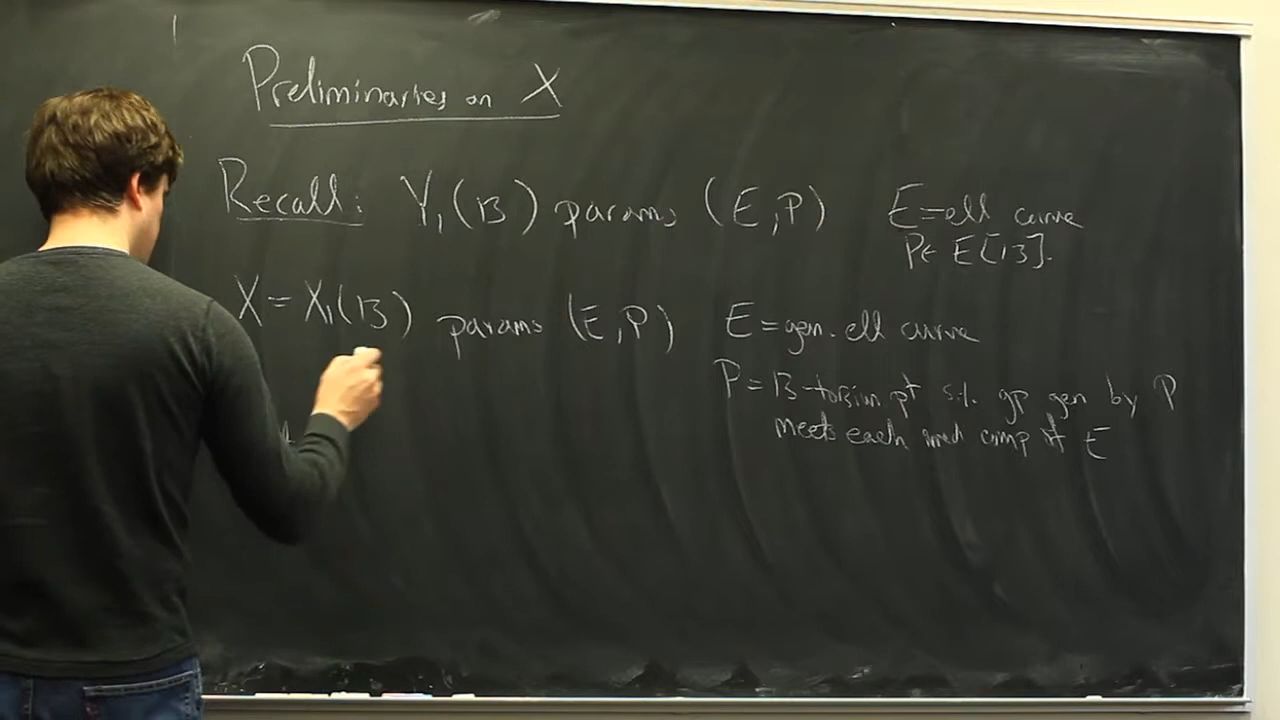 Preliminaries on X
Recall: Y₁(13) params (E,P) E=ell curve
P∈ E[13].
X = X₁(13) params (E,P) E=gen. ell curve
P=13-torsion pt s.t. gp gen by P
meets each irred comp of E